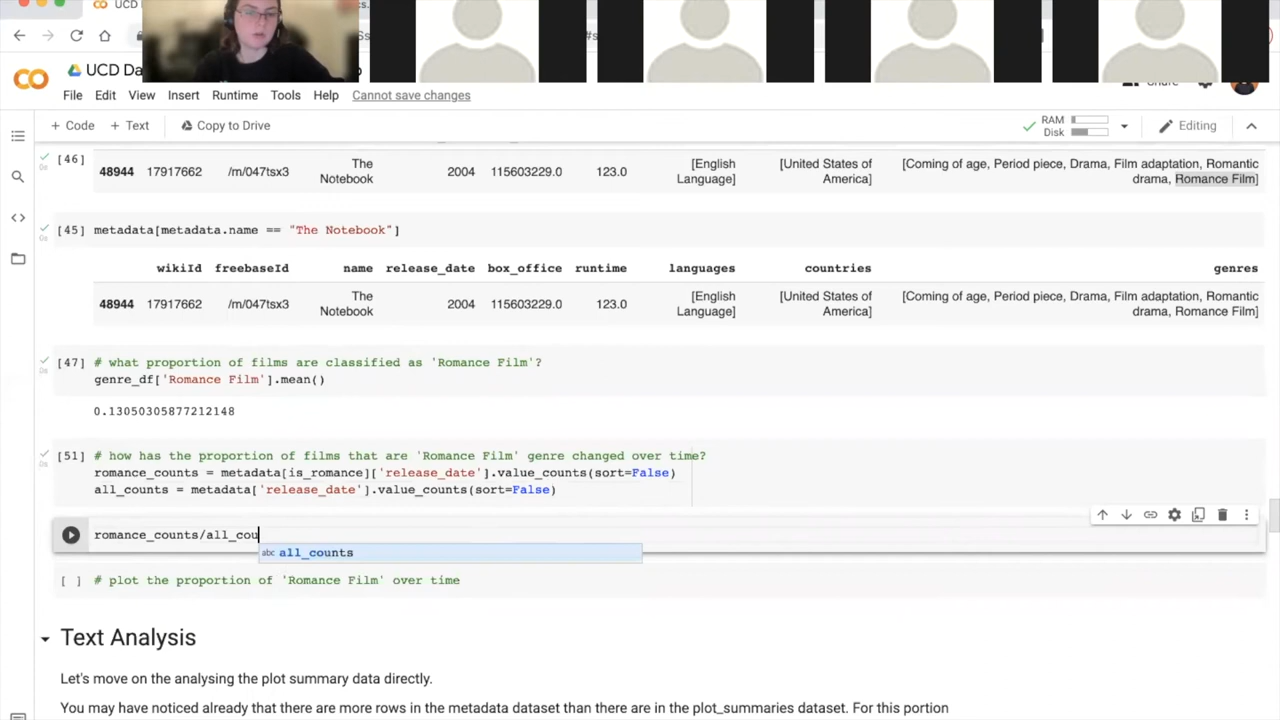 UCD Da
File Edit View Insert Runtime Tools Help Cannot save changes
+ Code + Text Copy to Drive RAM Disk Editing
[46] 48944 17917662 /m/047tsx3 The Notebook 2004 115603229.0 123.0 [English Language] [United States of America] [Coming of age, Period piece, Drama, Film adaptation, Romantic drama, Romance Film]
[45] metadata[metadata.name == "The Notebook"]
wikiId freebaseId name release_date box_office runtime languages countries genres
48944 17917662 /m/047tsx3 The Notebook 2004 115603229.0 123.0 [English Language] [United States of America] [Coming of age, Period piece, Drama, Film adaptation, Romantic drama, Romance Film]
[47] # what proportion of films are classified as 'Romance Film'?
genre_df['Romance Film'].mean()
0.13050305877212148
[51] # how has the proportion of films that are 'Romance Film' genre changed over time?
romance_counts = metadata[is_romance]['release_date'].value_counts(sort=False)
all_counts = metadata['release_date'].value_counts(sort=False)
romance_counts/all_cou
abc all_counts
[ ] # plot the proportion of 'Romance Film' over time
Text Analysis
Let's move on the analysing the plot summary data directly.
You may have noticed already that there are more rows in the metadata dataset than there are in the plot_summaries dataset. For this portion